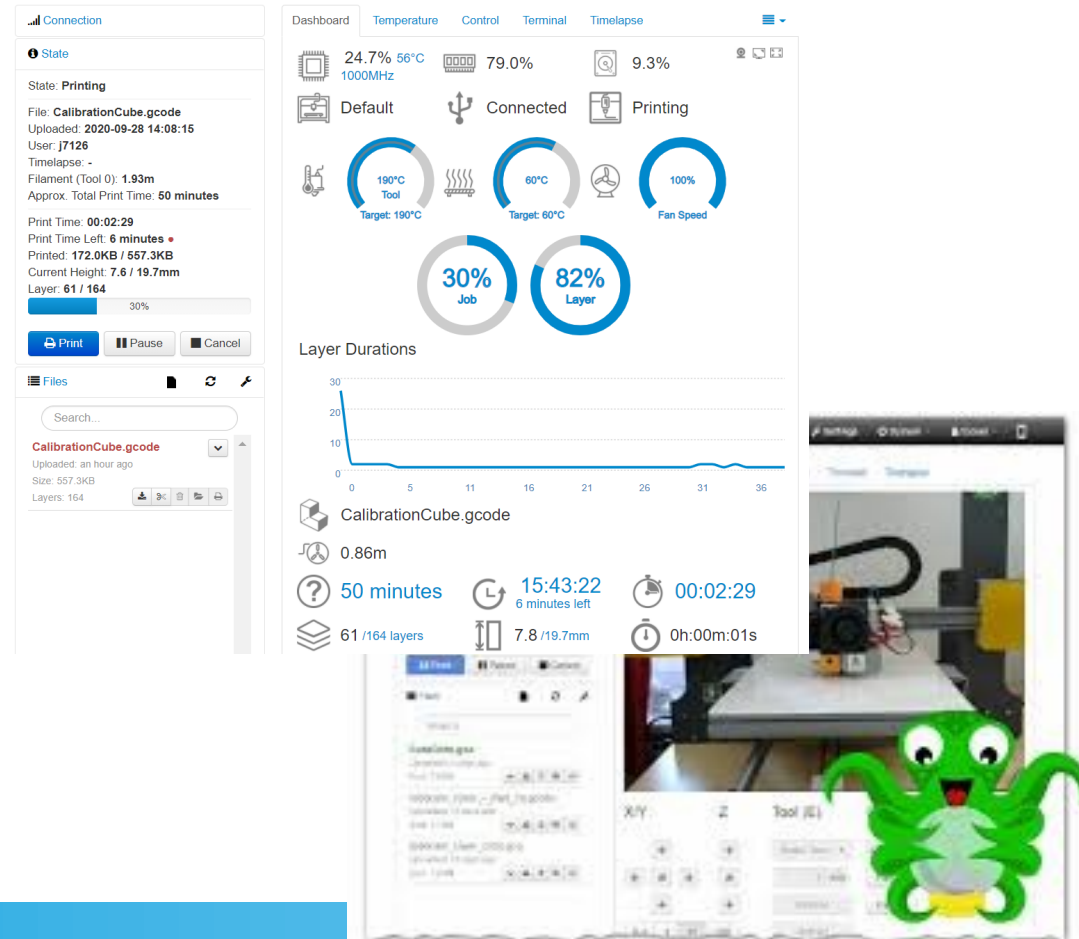 Connection
State
State: Printing
File: CalibrationCube.gcode
Uploaded: 2020-09-28 14:08:15
User: j7126
Timelapse: -
Filament (Tool 0): 1.93m
Approx. Total Print Time: 50 minutes
Print Time: 00:02:29
Print Time Left: 6 minutes
Printed: 172.0KB / 557.3KB
Current Height: 7.6 / 19.7mm
Layer: 61 / 164
30%
Print Pause Cancel
Files
Search...
CalibrationCube.gcode
Uploaded: an hour ago
Size: 557.3KB
Layers: 164
Dashboard Temperature Control Terminal Timelapse
24.7% 56°C 79.0% 9.3%
1000MHz
Default Connected Printing
190°C 60°C 100%
Tool
Target: 190°C Target: 60°C Fan Speed
30% 82%
Job Layer
Layer Durations
30
20
10
0
0 5 11 16 21 26 31 36
CalibrationCube.gcode
0.86m
50 minutes 15:43:22 00:02:29
6 minutes left
61 /164 layers 7.8 /19.7mm 0h:00m:01s
Settings System
X/Y Z Tool (E)